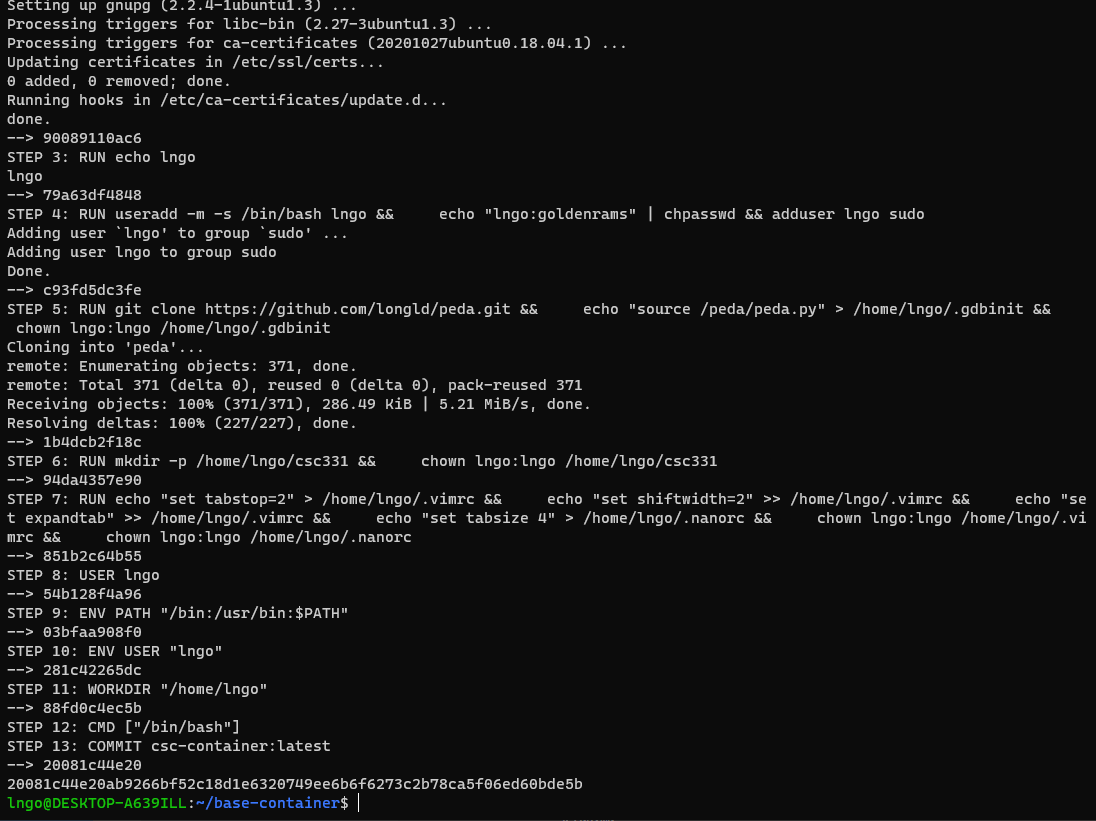 Setting up gnupg (2.2.4-1ubuntu1.3) ...
Processing triggers for libc-bin (2.27-3ubuntu1.3) ...
Processing triggers for ca-certificates (20201027ubuntu0.18.04.1) ...
Updating certificates in /etc/ssl/certs...
0 added, 0 removed; done.
Running hooks in /etc/ca-certificates/update.d...
done.
--> 90089110ac6
STEP 3: RUN echo lngo
lngo
--> 79a63df4848
STEP 4: RUN useradd -m -s /bin/bash lngo &&     echo "lngo:goldenrams" | chpasswd && adduser lngo sudo
Adding user `lngo' to group `sudo' ...
Adding user lngo to group sudo
Done.
--> c93fd5dc3fe
STEP 5: RUN git clone https://github.com/longld/peda.git &&     echo "source /peda/peda.py" > /home/lngo/.gdbinit &&
 chown lngo:lngo /home/lngo/.gdbinit
Cloning into 'peda'...
remote: Enumerating objects: 371, done.
remote: Total 371 (delta 0), reused 0 (delta 0), pack-reused 371
Receiving objects: 100% (371/371), 286.49 KiB | 5.21 MiB/s, done.
Resolving deltas: 100% (227/227), done.
--> 1b4dcb2f18c
STEP 6: RUN mkdir -p /home/lngo/csc331 &&     chown lngo:lngo /home/lngo/csc331
--> 94da4357e90
STEP 7: RUN echo "set tabstop=2" > /home/lngo/.vimrc &&     echo "set shiftwidth=2" >> /home/lngo/.vimrc &&     echo "se
t expandtab" >> /home/lngo/.vimrc &&     echo "set tabsize 4" > /home/lngo/.nanorc &&     chown lngo:lngo /home/lngo/.vi
mrc &&     chown lngo:lngo /home/lngo/.nanorc
--> 851b2c64b55
STEP 8: USER lngo
--> 54b128f4a96
STEP 9: ENV PATH "/bin:/usr/bin:$PATH"
--> 03bfaa908f0
STEP 10: ENV USER "lngo"
--> 281c42265dc
STEP 11: WORKDIR "/home/lngo"
--> 88fd0c4ec5b
STEP 12: CMD ["/bin/bash"]
STEP 13: COMMIT csc-container:latest
--> 20081c44e20
20081c44e20ab9266bf52c18d1e6320749ee6b6f6273c2b78ca5f06ed60bde5b
lngo@DESKTOP-A639ILL:~/base-container$